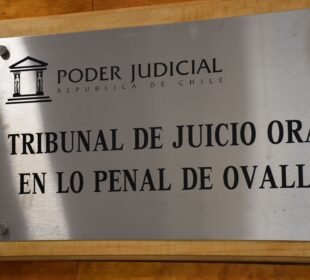 PODER JUDICIAL
REPUBLICA DE CHILE
TRIBUNAL DE JUICIO ORA
EN LO PENAL DE OVALL